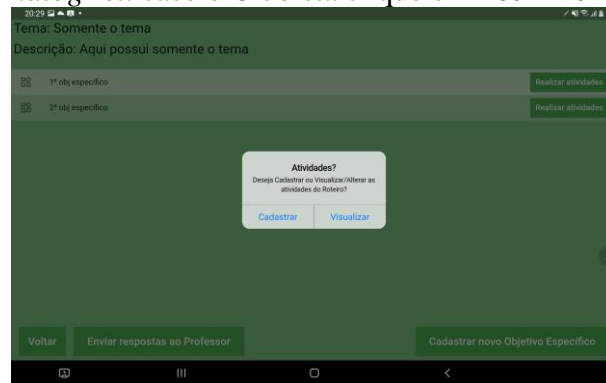 20:29
Tema: Somente o tema
Descrição: Aqui possui somente o tema
1º obj especifico
Realizar atividades
2º obj especifico
Realizar atividades
Atividades?
Deseja Cadastrar ou Visualizar/Alterar as
atividades do Roteiro?
Cadastrar Visualizar
Voltar Enviar respostas ao Professor Cadastrar novo Objetivo Específico